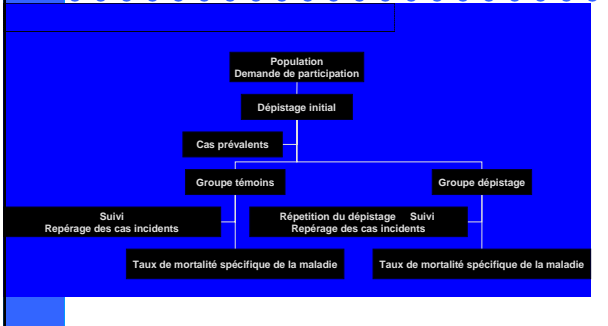 Population
Demande de participation
Dépistage initial
Cas prévalents
Groupe témoins
Groupe dépistage
Suivi
Repérage des cas incidents
Répetition du dépistage Suivi
Repérage des cas incidents
Taux de mortalité spécifique de la maladie
Taux de mortalité spécifique de la maladie